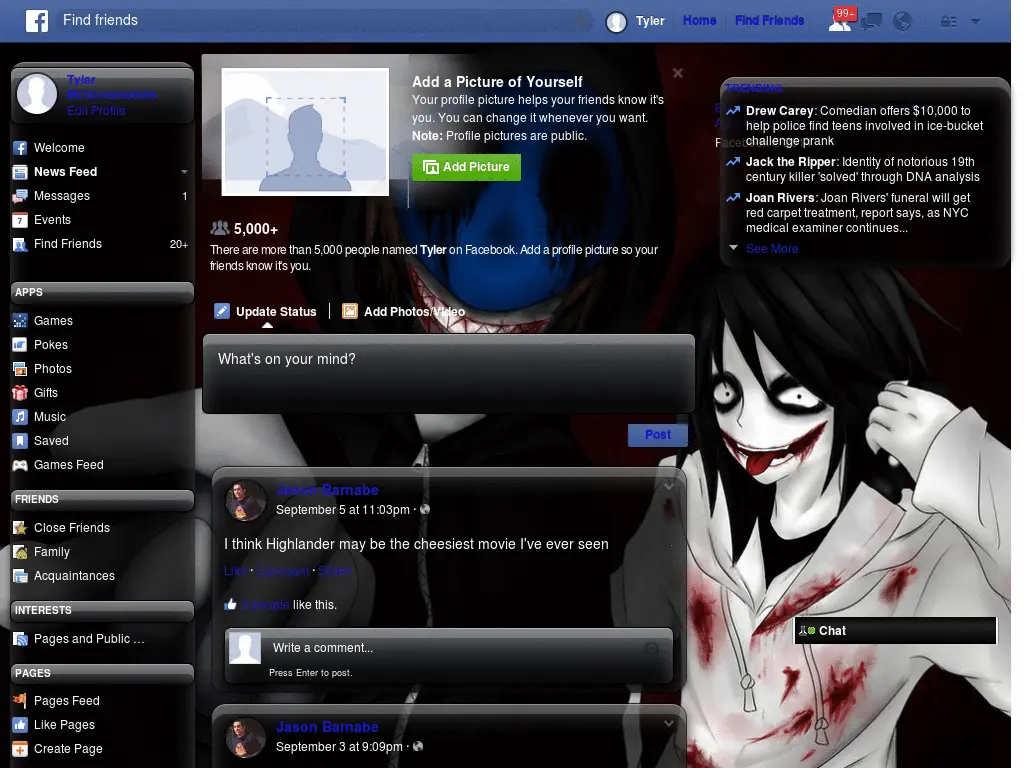 Find friends
Tyler
Home
Find Friends
99+
Tyler
Edit Profile
Welcome
News Feed
Messages
1
Events
Find Friends
20+
APPS
Games
Pokes
Photos
Gifts
Music
Saved
Games Feed
FRIENDS
Close Friends
Family
Acquaintances
INTERESTS
Pages and Public ...
PAGES
Pages Feed
Like Pages
Create Page
Add a Picture of Yourself
Your profile picture helps your friends know it's
you. You can change it whenever you want.
Note: Profile pictures are public.
Add Picture
5,000+
There are more than 5,000 people named Tyler on Facebook. Add a profile picture so your
friends know it's you.
Update Status
Add Photos/Video
What's on your mind?
Post
Jason Barnabe
September 5 at 11:03pm ·
I think Highlander may be the cheesiest movie I've ever seen
Like · Comment · Share
people like this.
Write a comment...
Press Enter to post.
Jason Barnabe
September 3 at 9:09pm ·
TRENDING
Drew Carey: Comedian offers $10,000 to
help police find teens involved in ice-bucket
challenge prank
Jack the Ripper: Identity of notorious 19th
century killer 'solved' through DNA analysis
Joan Rivers: Joan Rivers' funeral will get
red carpet treatment, report says, as NYC
medical examiner continues...
See More
Chat